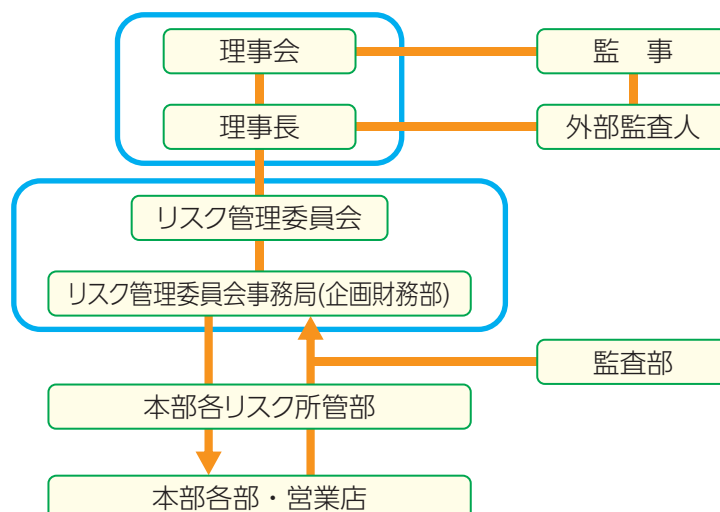 理事会
監　事
理事長
外部監査人
リスク管理委員会
リスク管理委員会事務局(企画財務部)
監査部
本部各リスク所管部
本部各部・営業店